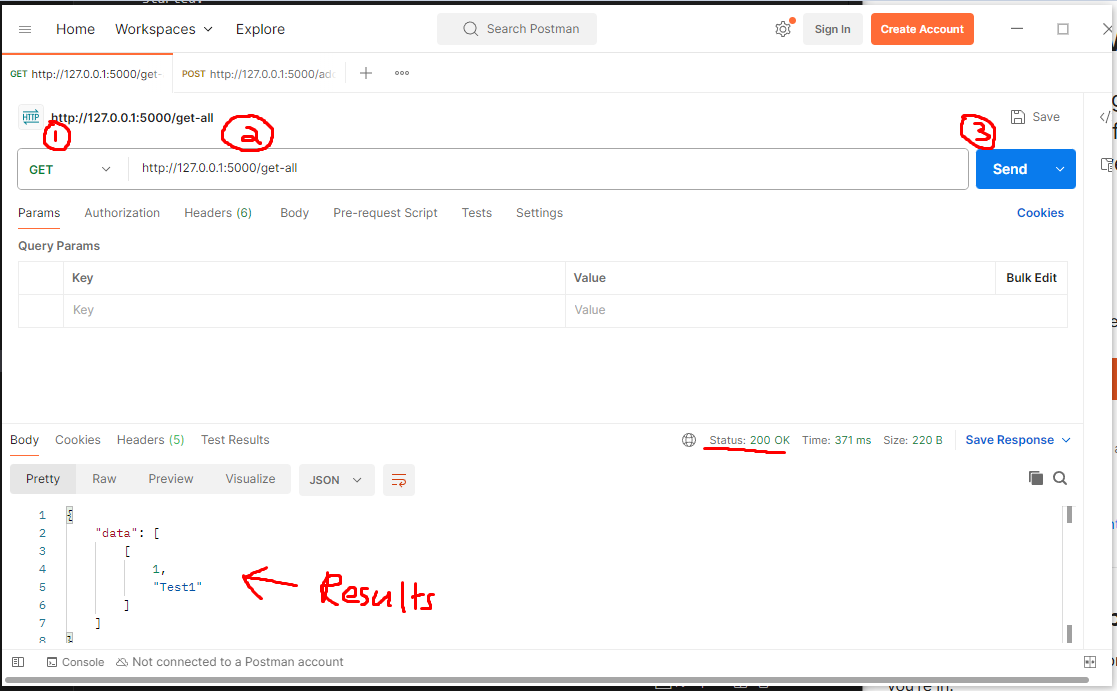 started.
Home Workspaces Explore Search Postman Sign In Create Account
GET http://127.0.0.1:5000/get- POST http://127.0.0.1:5000/add
HTTP http://127.0.0.1:5000/get-all Save
1 2 3
GET http://127.0.0.1:5000/get-all Send
Params Authorization Headers (6) Body Pre-request Script Tests Settings Cookies
Query Params
Key Value Bulk Edit
Key Value
Body Cookies Headers (5) Test Results Status: 200 OK Time: 371 ms Size: 220 B Save Response
Pretty Raw Preview Visualize JSON
1 {
2 "data": [
3 [
4 1,
5 "Test1"
6 ]
7 ]
8 }
Results
Console Not connected to a Postman account
you're in.